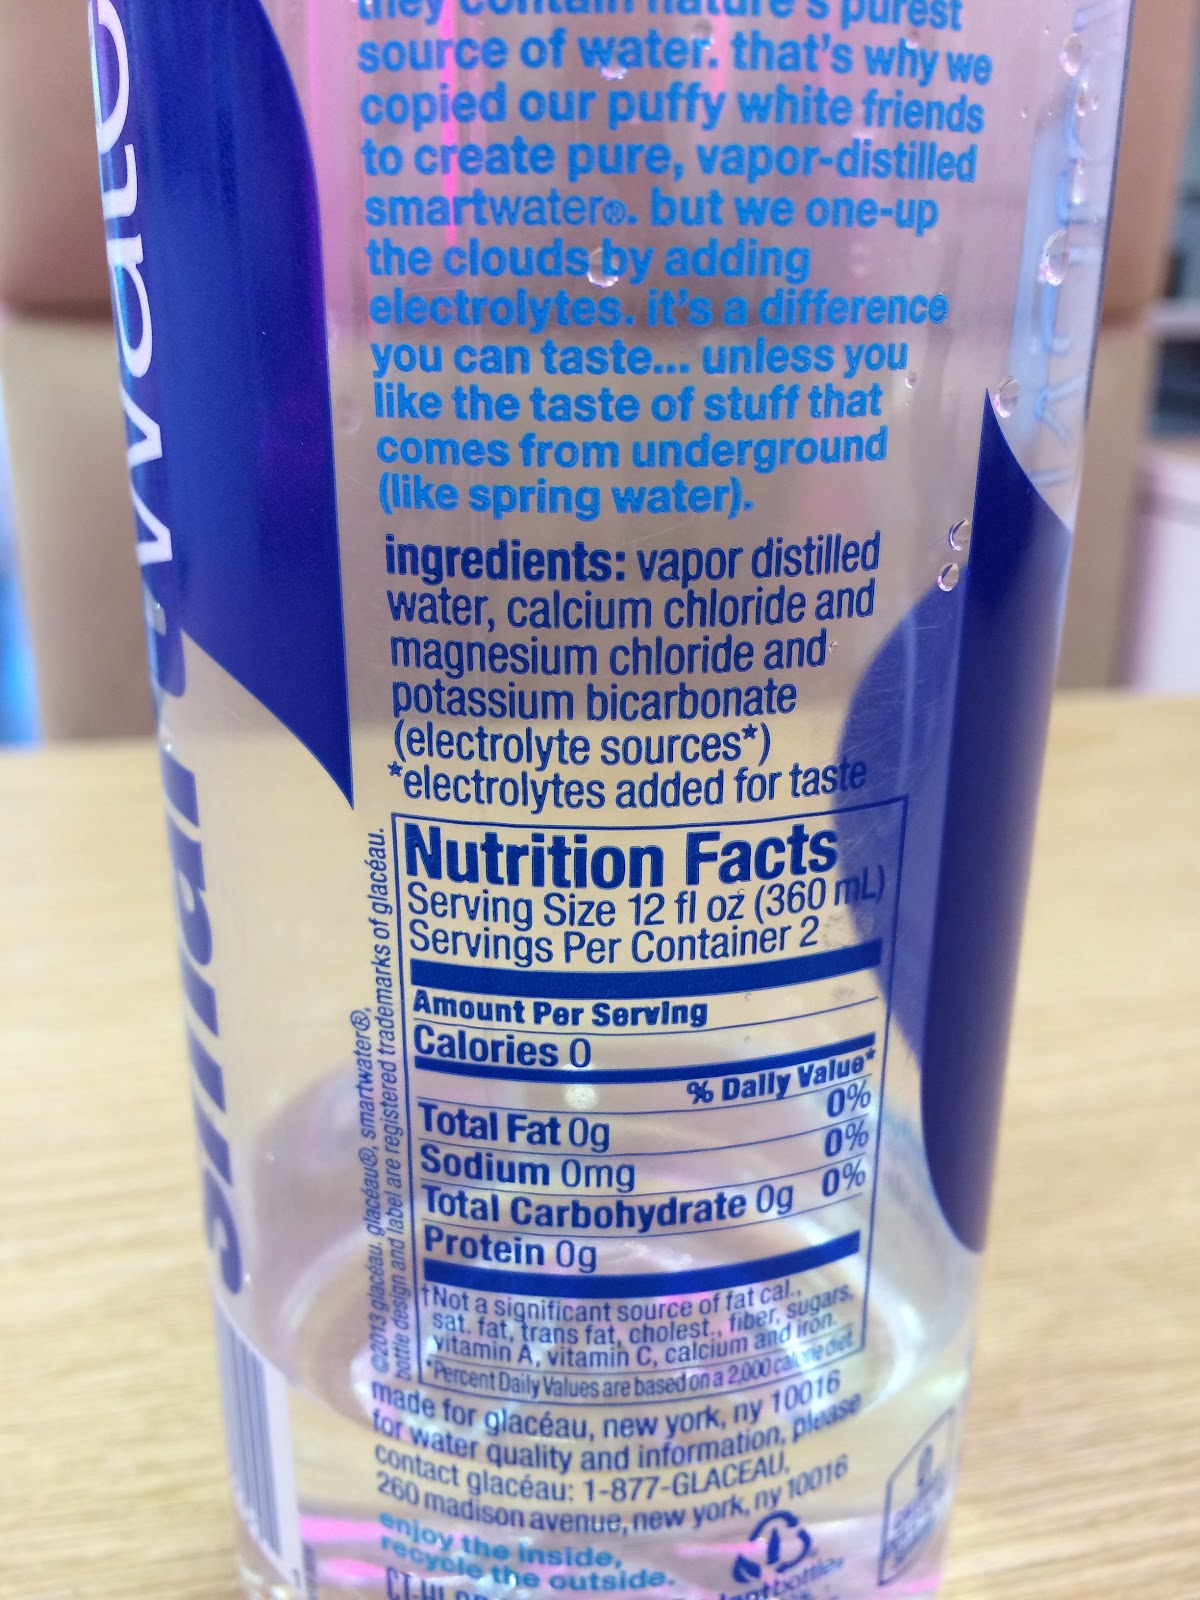 they contain nature's purest
source of water. that's why we
copied our puffy white friends
to create pure, vapor-distilled
smartwater®. but we one-up
the clouds by adding
electrolytes. it's a difference
you can taste... unless you
like the taste of stuff that
comes from underground
(like spring water).
ingredients: vapor distilled
water, calcium chloride and
magnesium chloride and
potassium bicarbonate
(electrolyte sources*)
*electrolytes added for taste
Nutrition Facts
Serving Size 12 fl oz (360 mL)
Servings Per Container 2
Amount Per Serving
Calories 0
% Daily Value*
Total Fat 0g 0%
Sodium 0mg 0%
Total Carbohydrate 0g 0%
Protein 0g
†Not a significant source of fat cal.,
sat. fat, trans fat, cholest., fiber, sugars,
vitamin A, vitamin C, calcium and iron.
*Percent Daily Values are based on a 2,000 calorie diet.
©2013 glacéau. glacéau®, smartwater®,
bottle design and label are registered trademarks of glacéau.
made for glacéau, new york, ny 10016
for water quality and information, please
contact glacéau: 1-877-GLACEAU,
260 madison avenue, new york, ny 10016
enjoy the inside,
recycle the outside.
smartwate